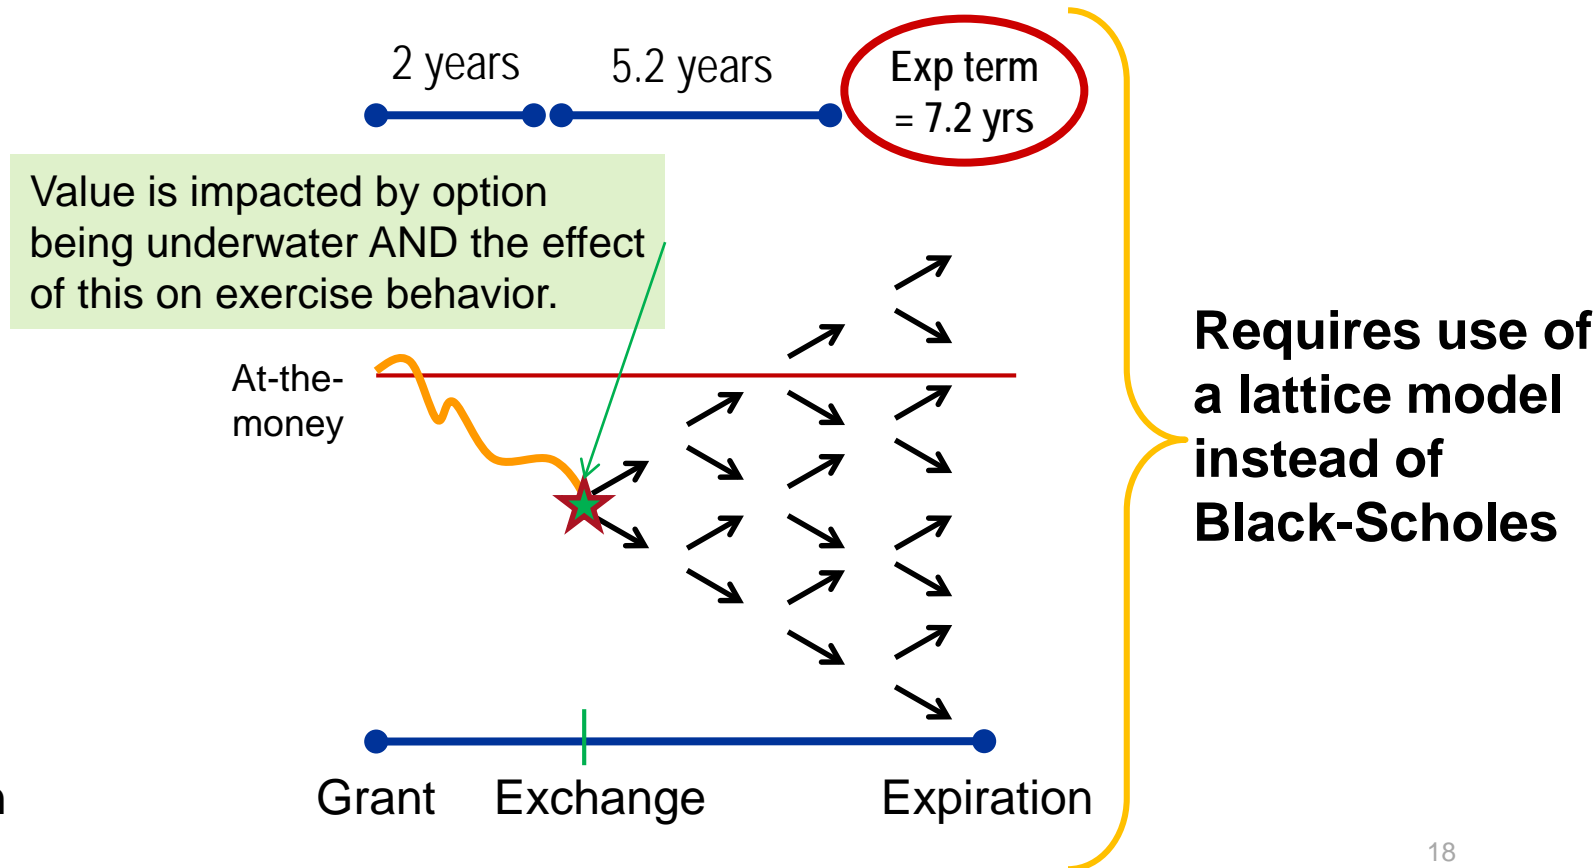 2 years
5.2 years
Exp term
= 7.2 yrs
Value is impacted by option
being underwater AND the effect
of this on exercise behavior.
At-the-
money
Requires use of
a lattice model
instead of
Black-Scholes
Grant
Exchange
Expiration
18